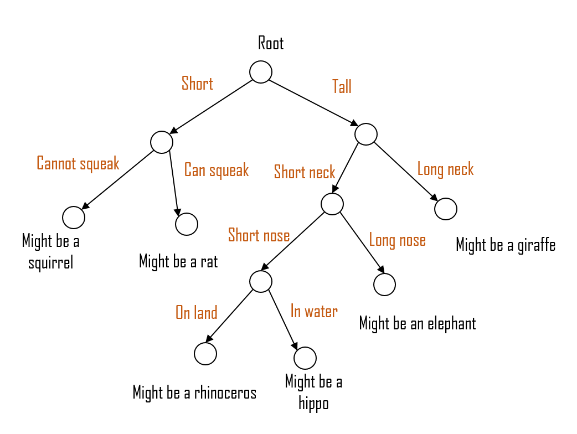 Root
Short
Tall
Cannot squeak
Can squeak
Short neck
Long neck
Might be a
squirrel
Might be a rat
Short nose
Long nose
Might be a giraffe
On land
In water
Might be an elephant
Might be a rhinoceros
Might be a
hippo